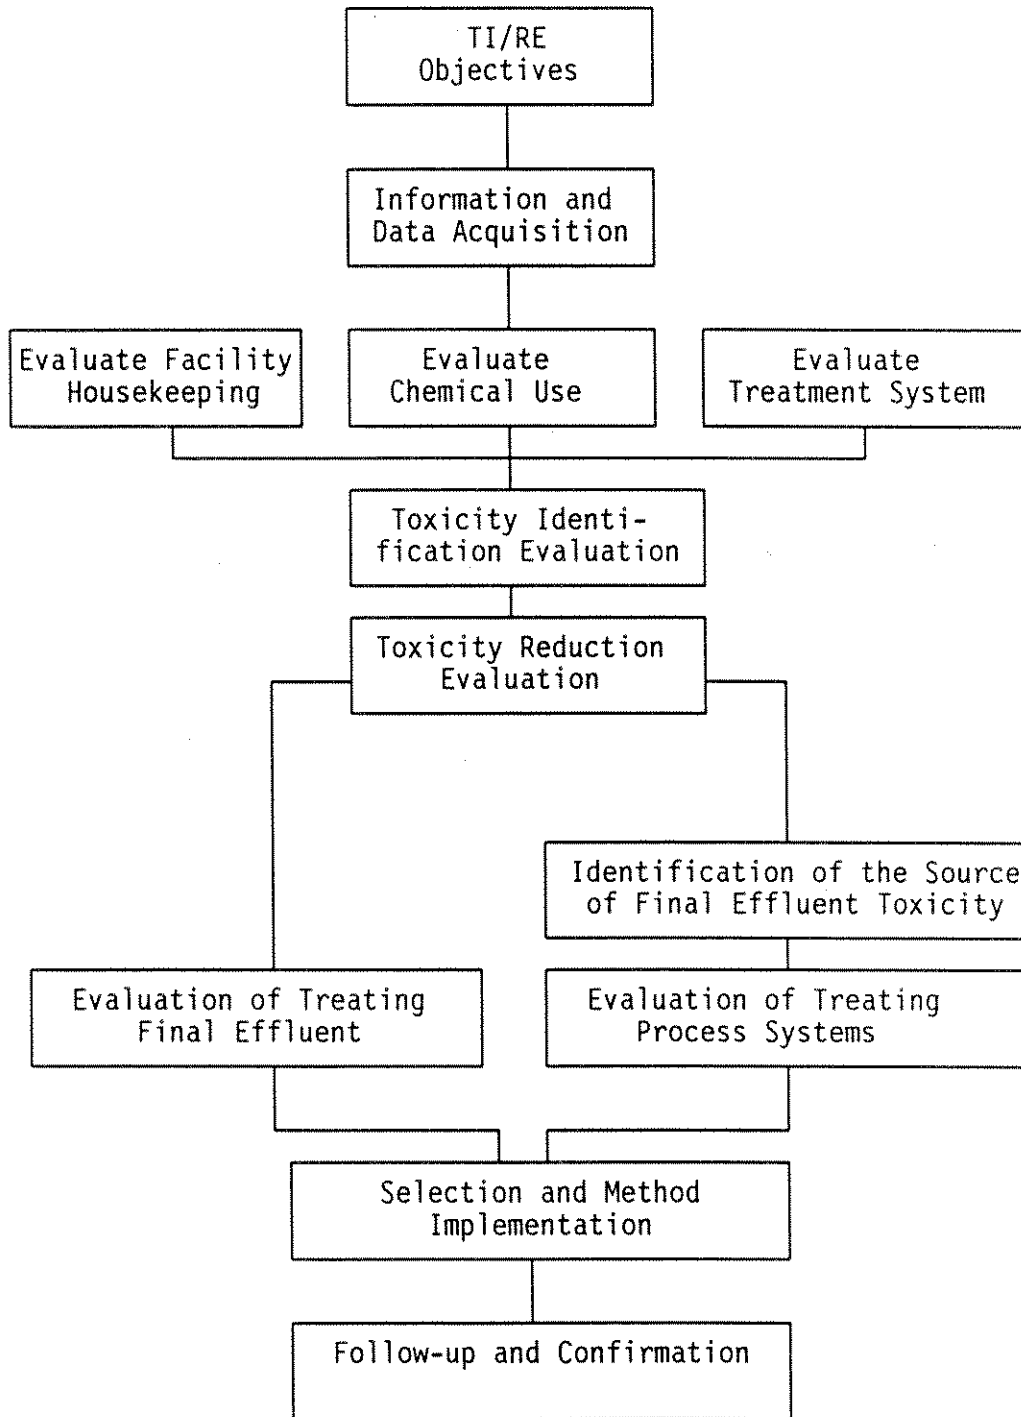 TI/RE
Objectives
Information and
Data Acquisition
Evaluate Facility
Housekeeping
Evaluate
Chemical Use
Evaluate
Treatment System
Toxicity Identi-
fication Evaluation
Toxicity Reduction
Evaluation
Identification of the Source
of Final Effluent Toxicity
Evaluation of Treating
Final Effluent
Evaluation of Treating
Process Systems
Selection and Method
Implementation
Follow-up and Confirmation